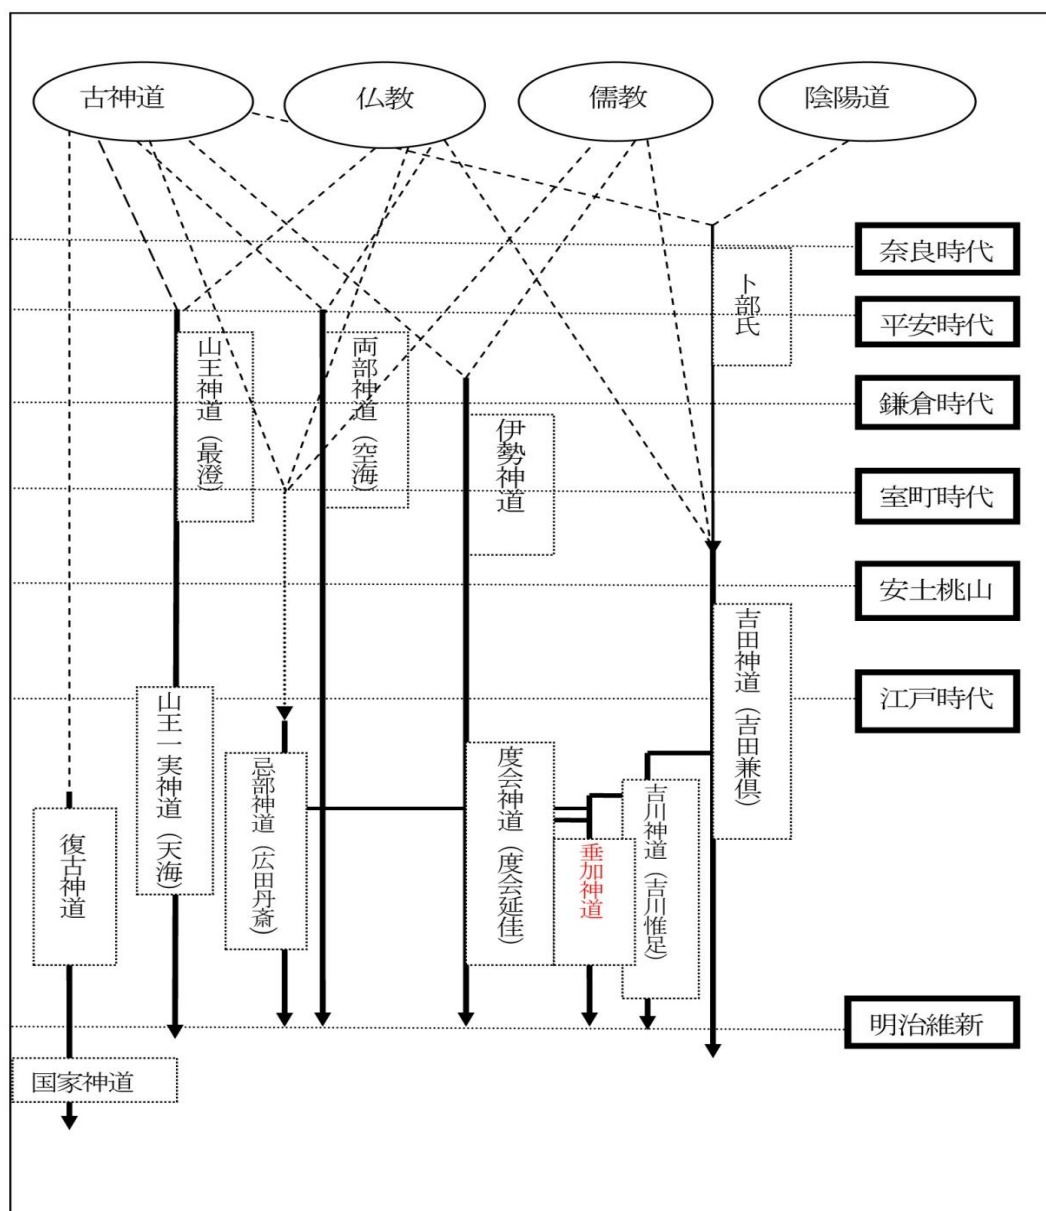 古神道
仏教
儒教
陰陽道
奈良時代
平安時代
鎌倉時代
室町時代
安土桃山
江戸時代
明治維新
卜部氏
山王神道（最澄）
両部神道（空海）
伊勢神道
吉田神道（吉田兼倶）
山王一実神道（天海）
忌部神道（広田丹斎）
度会神道（度会延佳）
垂加神道
吉川神道（吉川惟足）
復古神道
国家神道